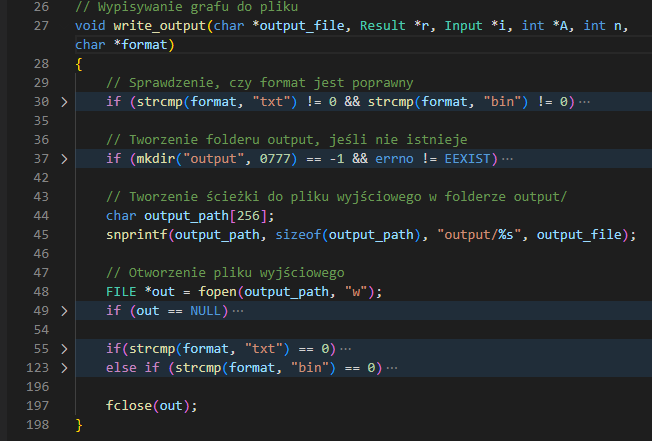 26 // Wypisywanie grafu do pliku
27 void write_output(char *output_file, Result *r, Input *i, int *A, int n,
char *format)
28 {
29 // Sprawdzenie, czy format jest poprawny
30 > if (strcmp(format, "txt") != 0 && strcmp(format, "bin") != 0)···
35
36 // Tworzenie folderu output, jeśli nie istnieje
37 > if (mkdir("output", 0777) == -1 && errno != EEXIST)···
42
43 // Tworzenie ścieżki do pliku wyjściowego w folderze output/
44 char output_path[256];
45 snprintf(output_path, sizeof(output_path), "output/%s", output_file);
46
47 // Otworzenie pliku wyjściowego
48 FILE *out = fopen(output_path, "w");
49 > if (out == NULL)···
54
55 > if(strcmp(format, "txt") == 0)···
123 > else if (strcmp(format, "bin") == 0)···
196
197 fclose(out);
198 }